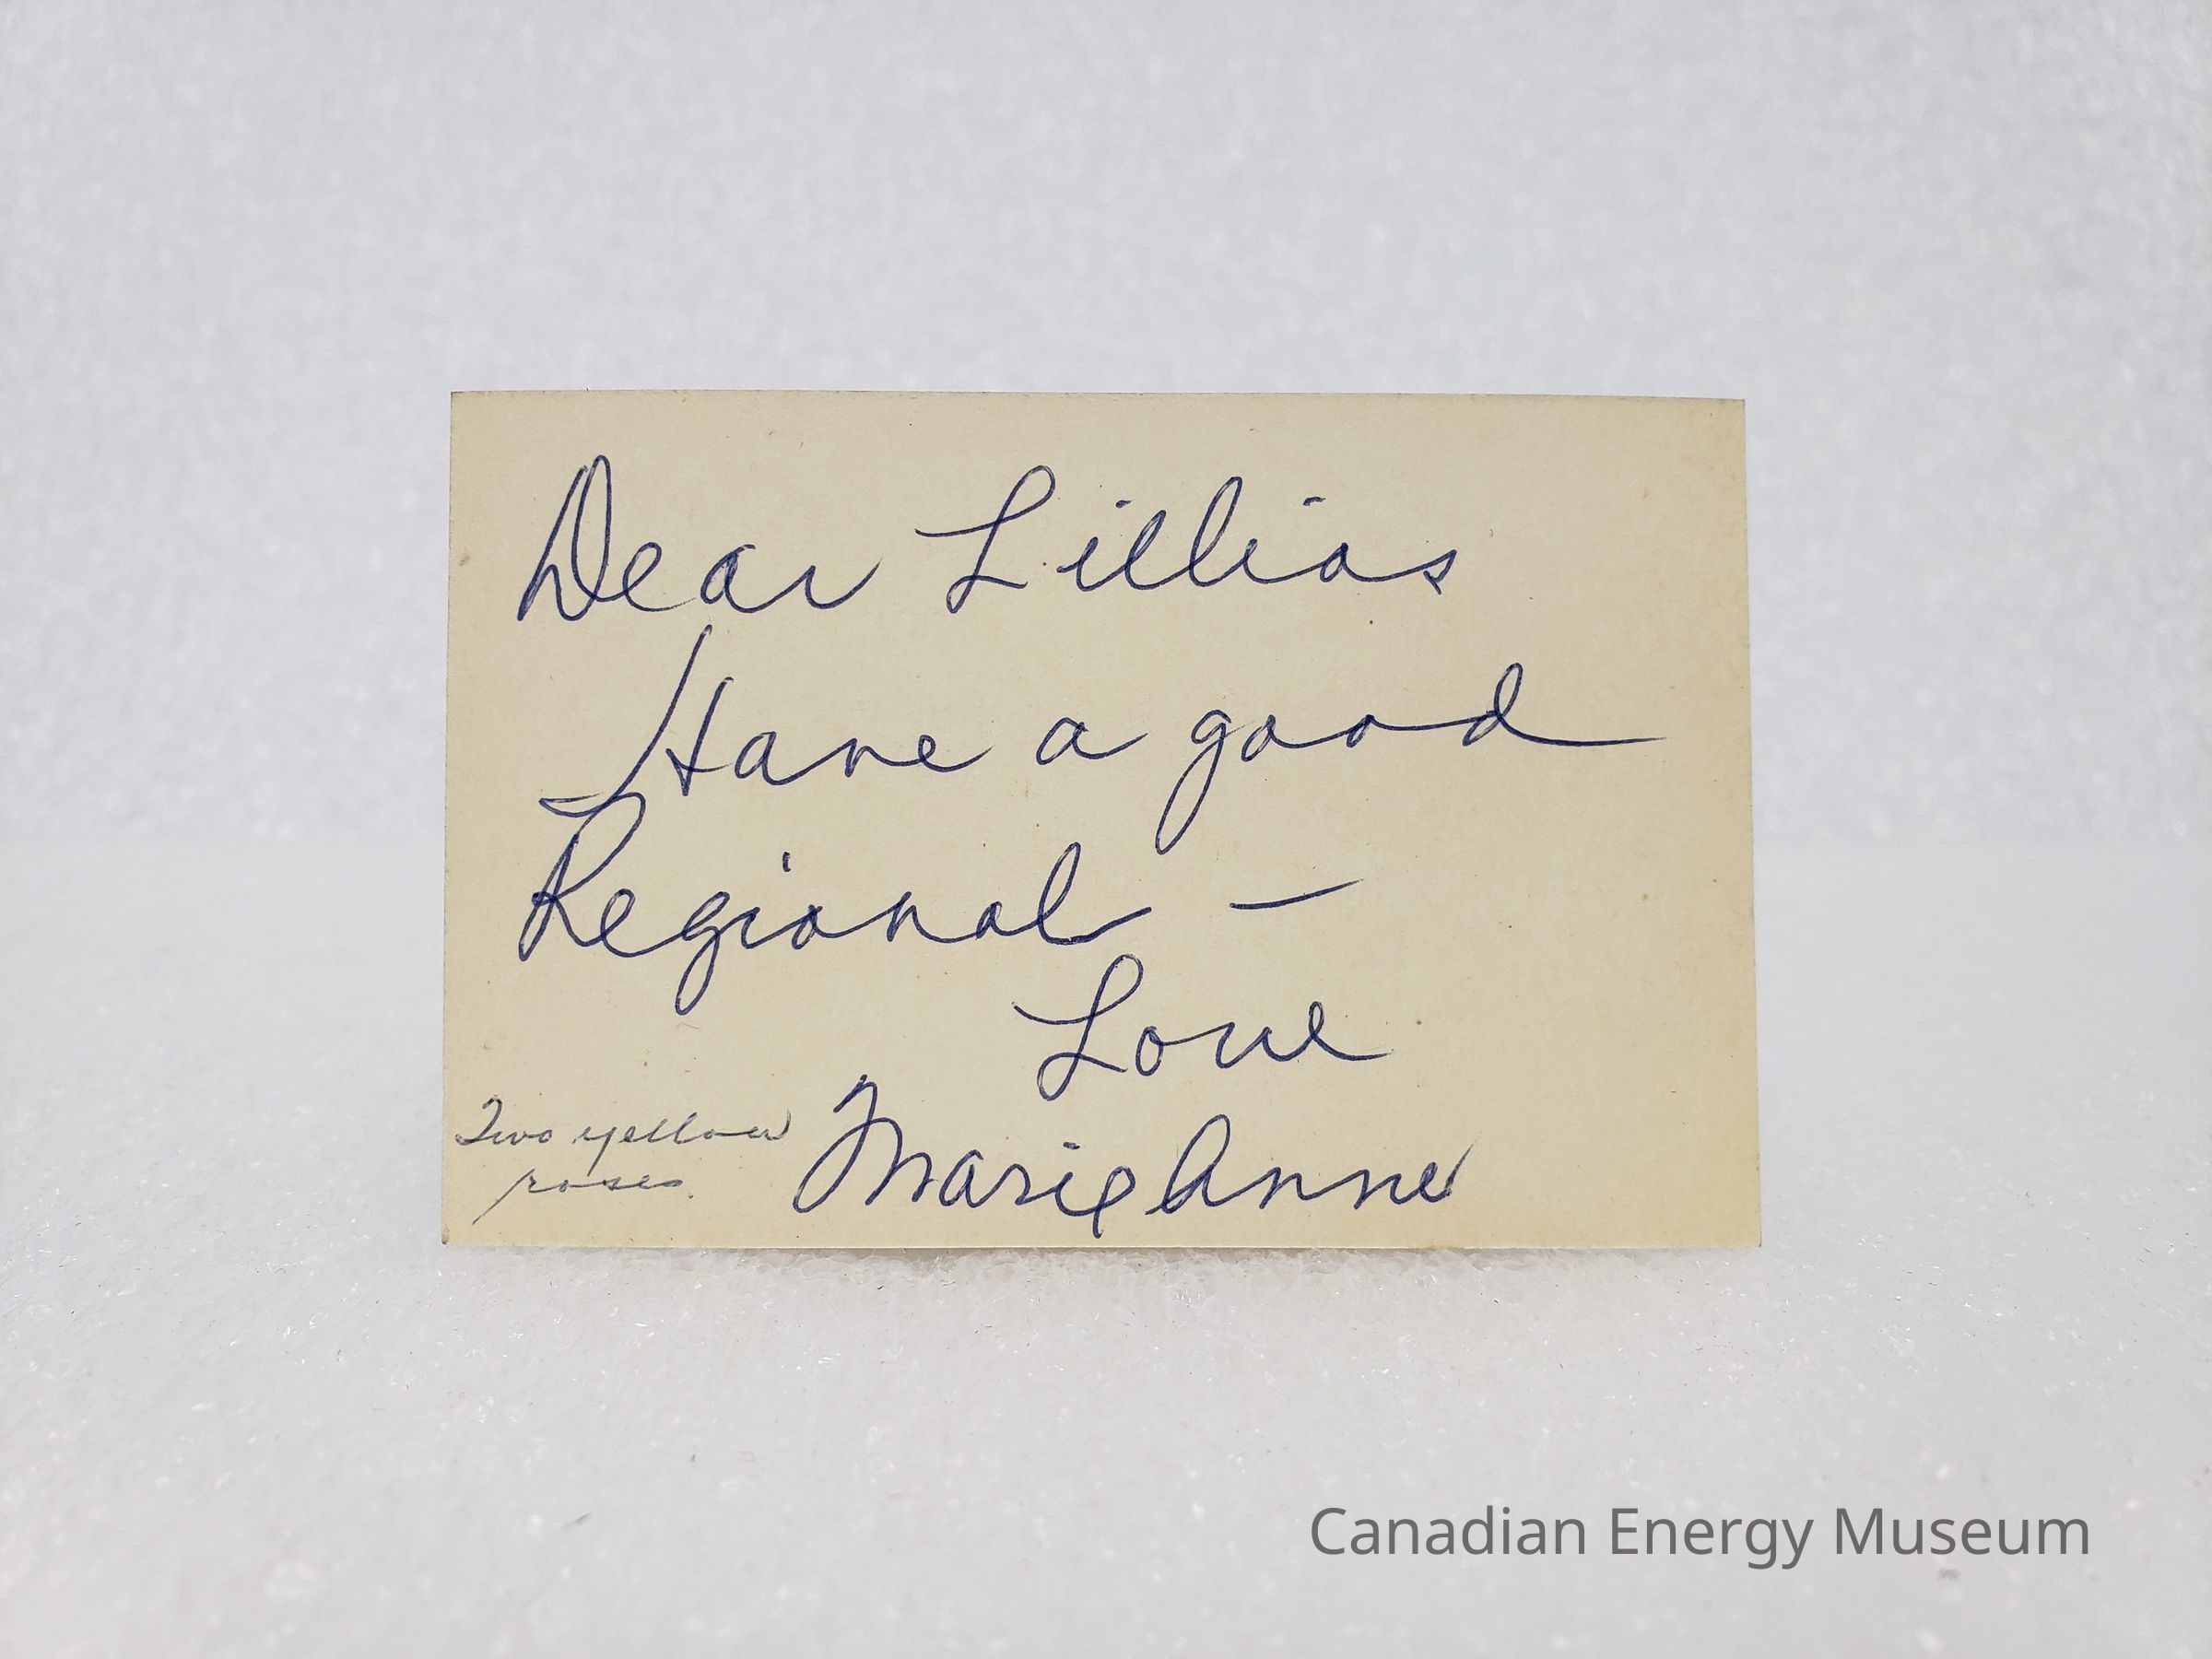 Dear Lillias
Have a good
Regional —
Love
Marie Anne
Two yellow
roses.
Canadian Energy Museum